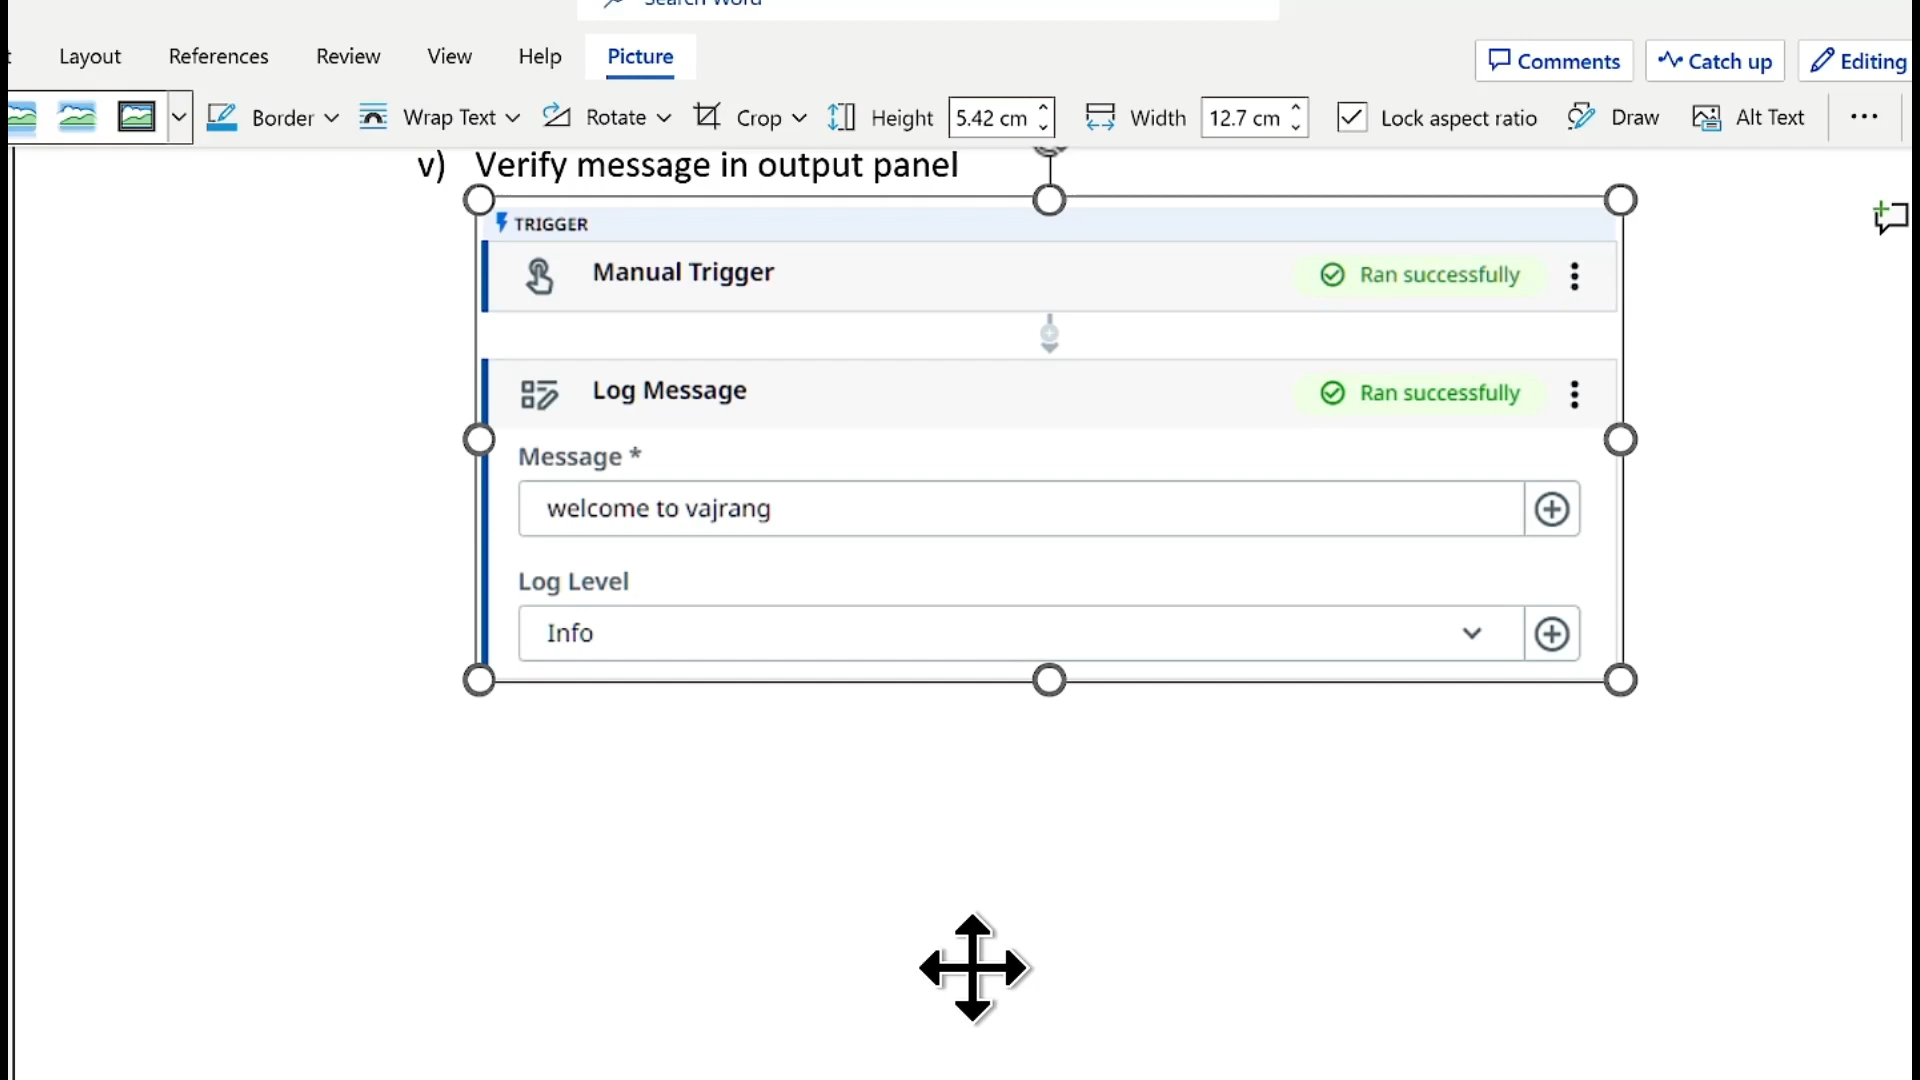 Layout References Review View Help Picture Comments Catch up Editing
Border Wrap Text Rotate Crop Height 5.42 cm Width 12.7 cm Lock aspect ratio Draw Alt Text
v) Verify message in output panel
TRIGGER
Manual Trigger Ran successfully
Log Message Ran successfully
Message *
welcome to vajrang
Log Level
Info